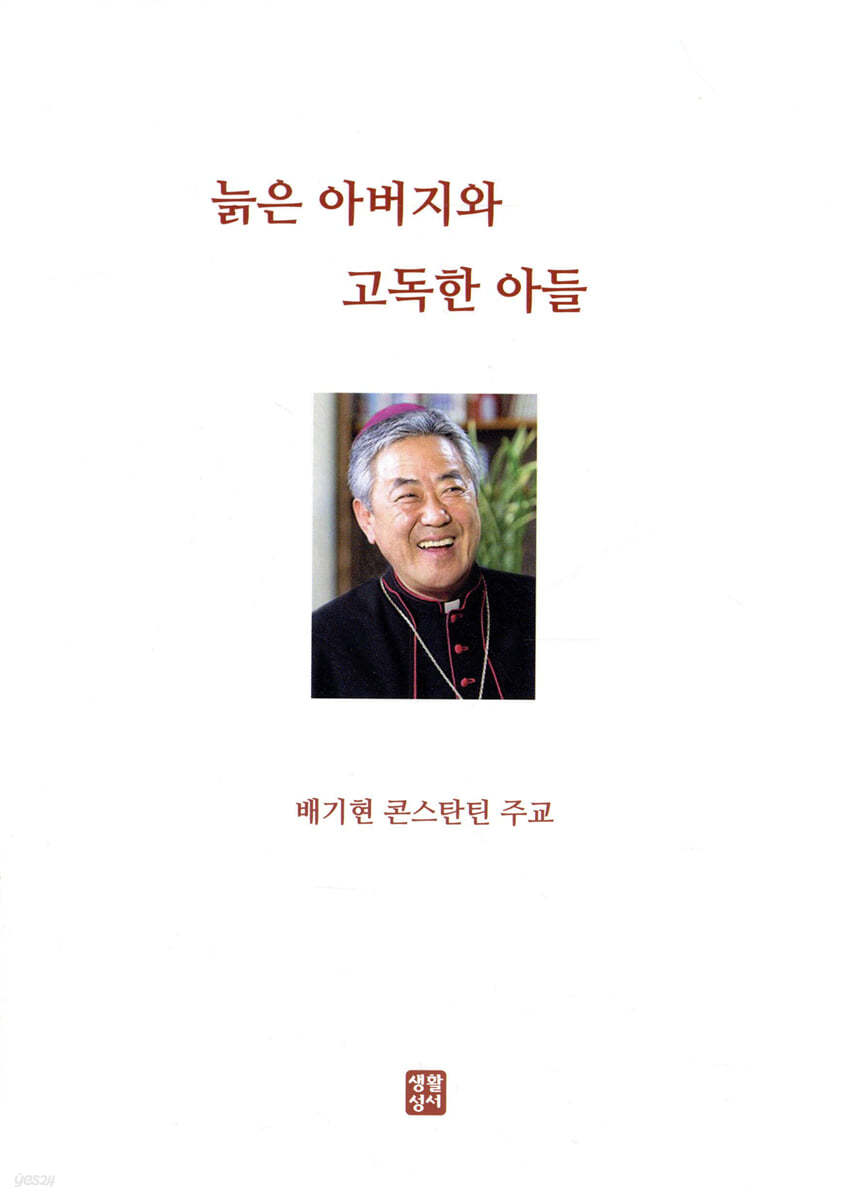 늙은 아버지와
고독한 아들
배기현 콘스탄틴 주교
생활
성서
yes24